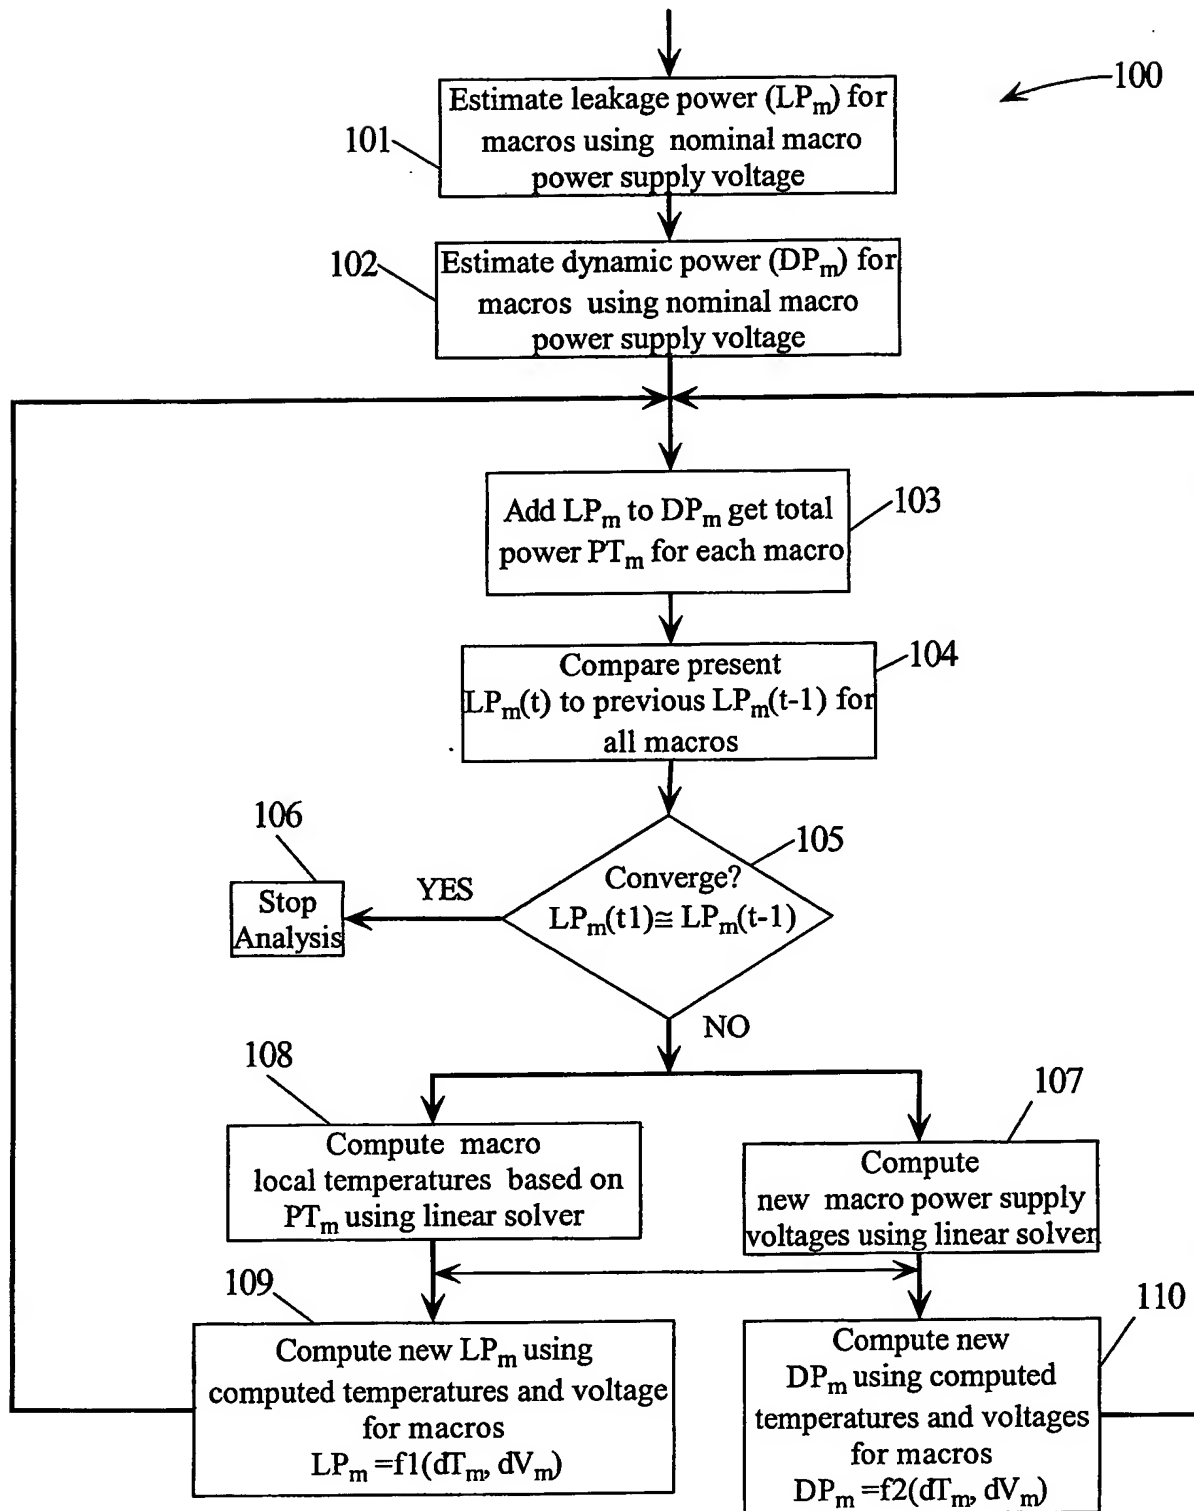 100
Estimate leakage power (LPm) for
macros using nominal macro
power supply voltage
101
Estimate dynamic power (DPm) for
macros using nominal macro
power supply voltage
102
Add LPm to DPm get total
power PTm for each macro
103
Compare present
LPm(t) to previous LPm(t-1) for
all macros
104
105
Converge?
LPm(t1)≅ LPm(t-1)
YES
106
Stop
Analysis
NO
108
Compute macro
local temperatures based on
PTm using linear solver
107
Compute
new macro power supply
voltages using linear solver
109
Compute new LPm using
computed temperatures and voltage
for macros
LPm =f1(dTm, dVm)
110
Compute new
DPm using computed
temperatures and voltages
for macros
DPm =f2(dTm, dVm)